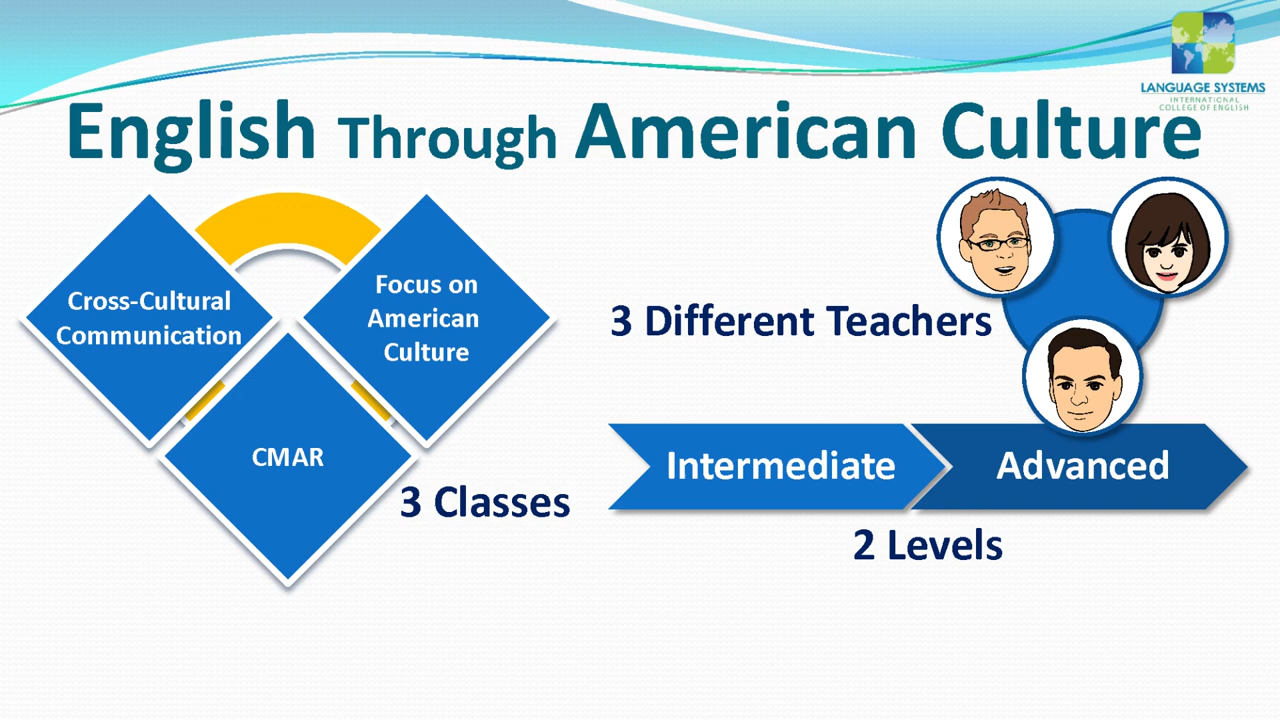 LANGUAGE SYSTEMS
INTERNATIONAL
COLLEGE OF ENGLISH
English Through American Culture
Cross-Cultural
Communication
Focus on
American
Culture
CMAR
3 Classes
3 Different Teachers
Intermediate
Advanced
2 Levels